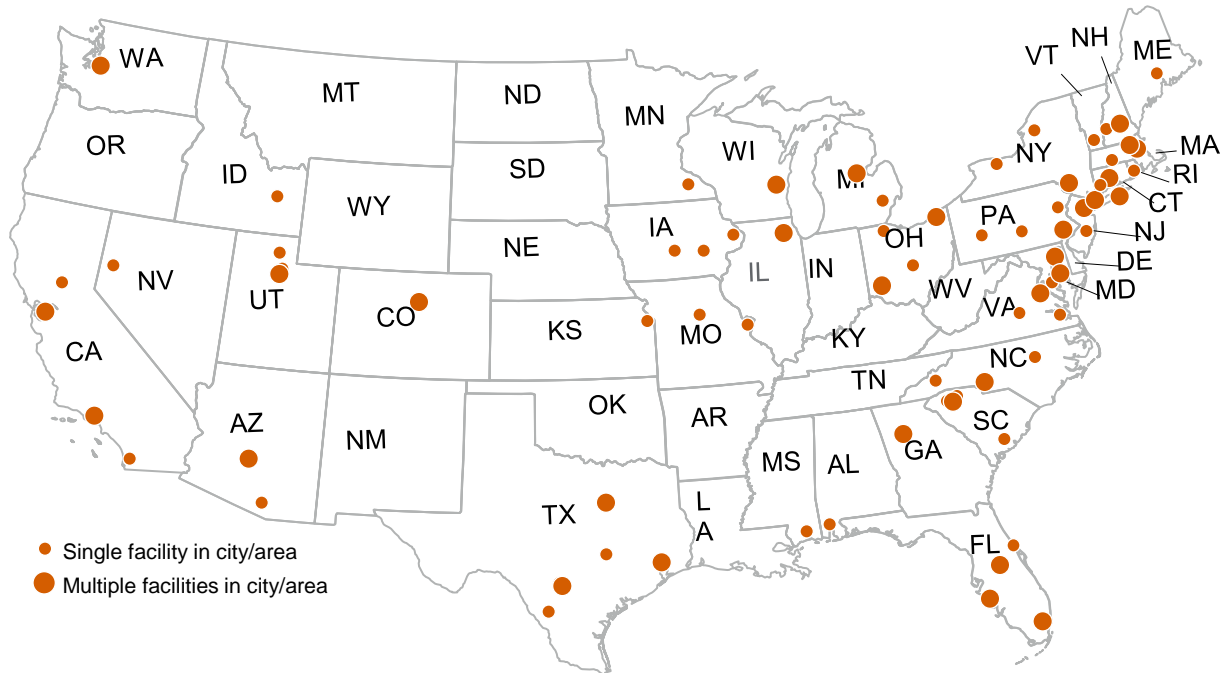 NH
ME
VT
WA
MT
ND
MN
OR
MA
WI
NY
ID
SD
MI
RI
WY
CT
PA
IA
NJ
OH
NE
DE
IL
IN
NV
UT
WV
MD
CO
VA
KS
MO
KY
CA
NC
TN
OK
AR
AZ
SC
NM
GA
MS
AL
L
A
TX
FL
Single facility in city/area
Multiple facilities in city/area